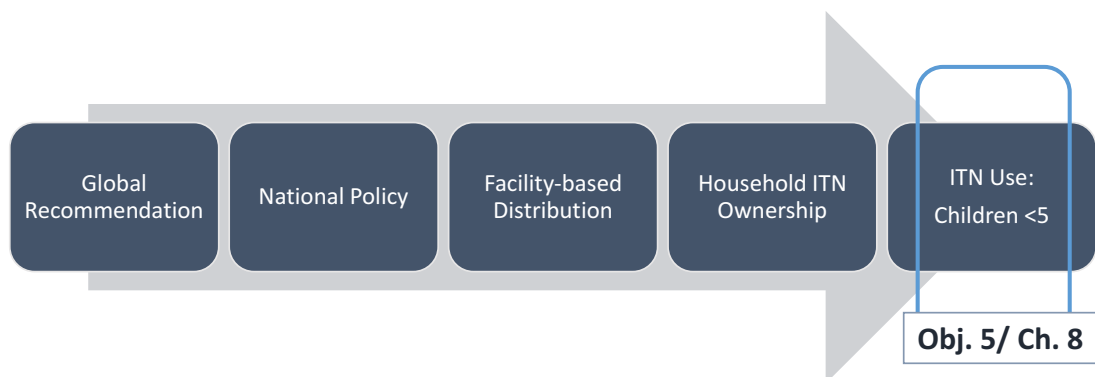 Global
Recommendation
National Policy
Facility-based
Distribution
Household ITN
Ownership
ITN Use:
Children <5
Obj. 5/ Ch. 8